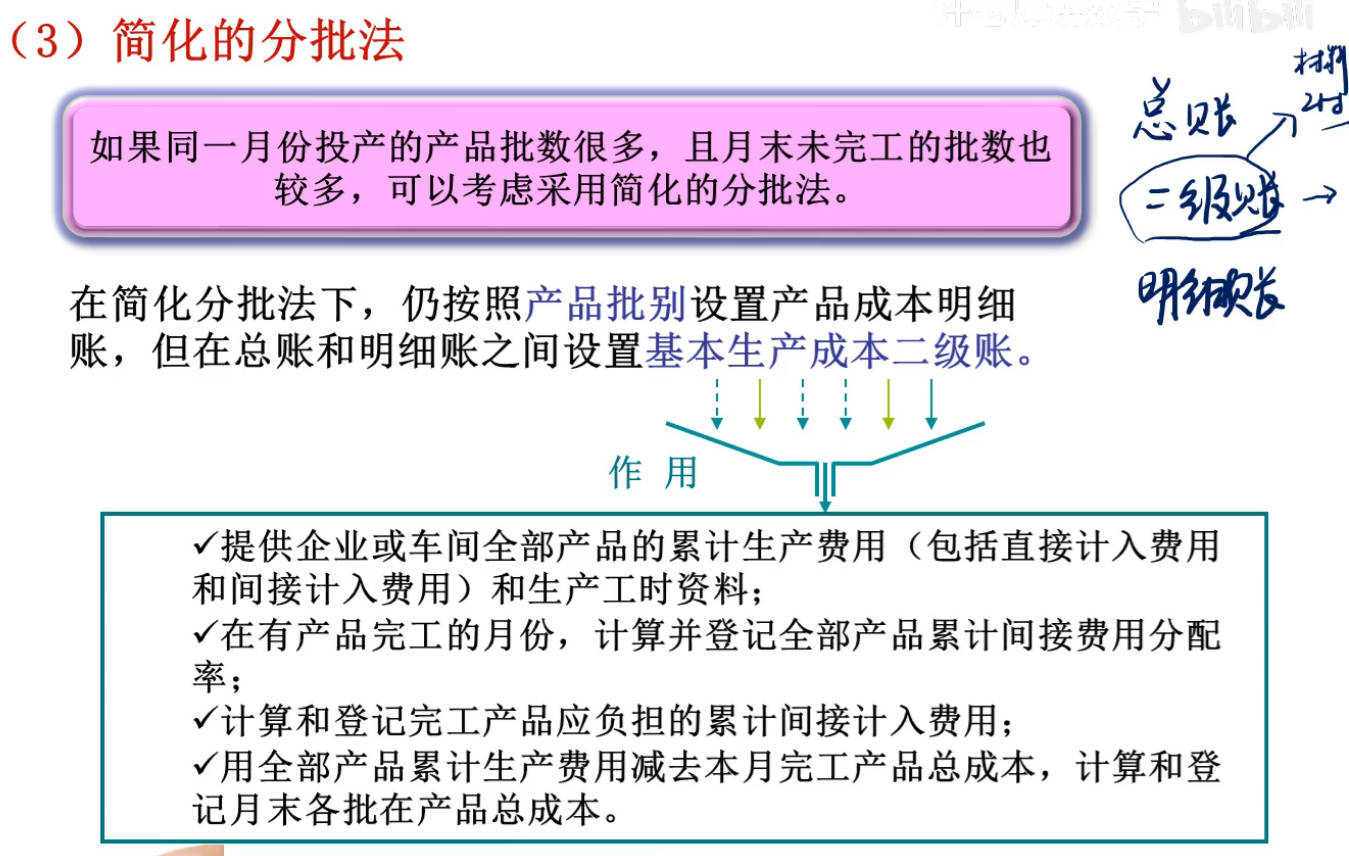 bilibili
（3）简化的分批法
如果同一月份投产的产品批数很多，且月末未完工的批数也
较多，可以考虑采用简化的分批法。
总账
材料
二级账
明细账
在简化分批法下，仍按照产品批别设置产品成本明细
账，但在总账和明细账之间设置基本生产成本二级账。
作 用
✓提供企业或车间全部产品的累计生产费用（包括直接计入费用
和间接计入费用）和生产工时资料；
✓在有产品完工的月份，计算并登记全部产品累计间接费用分配
率；
✓计算和登记完工产品应负担的累计间接计入费用；
✓用全部产品累计生产费用减去本月完工产品总成本，计算和登
记月末各批在产品总成本。